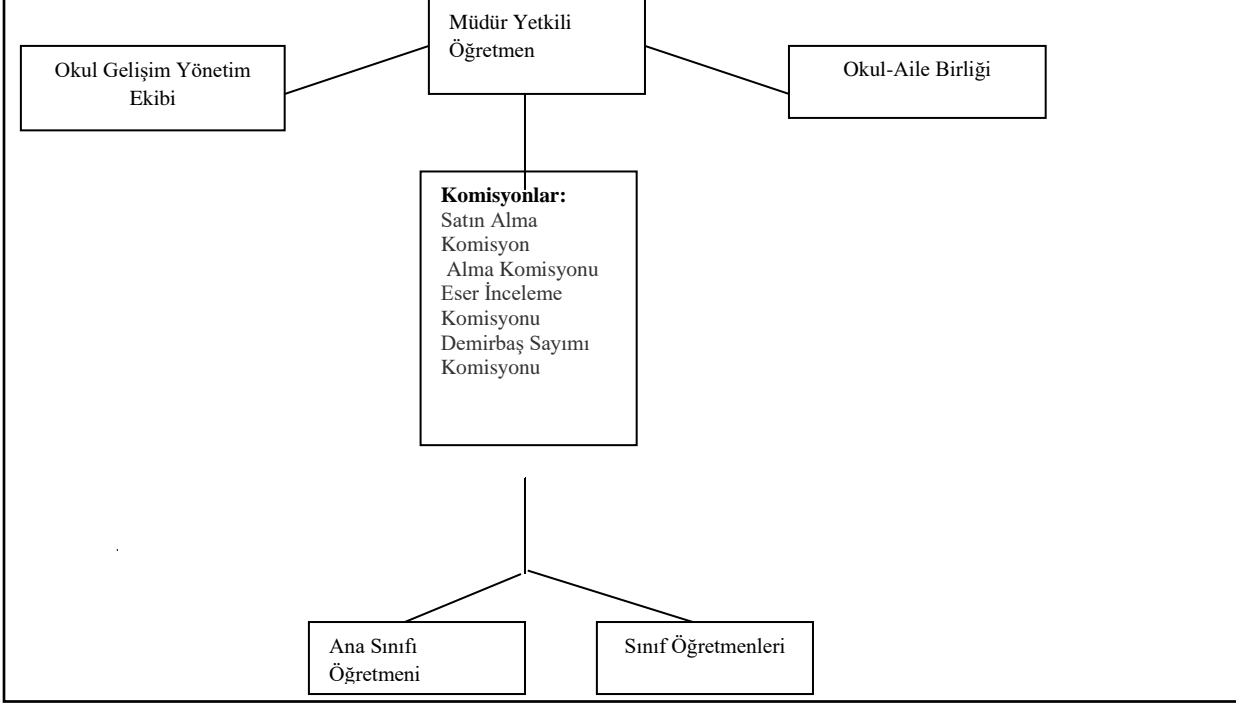 Müdür Yetkili
Öğretmen
Okul Gelişim Yönetim
Ekibi
Okul-Aile Birliği
Komisyonlar:
Satın Alma
Komisyon
Alma Komisyonu
Eser İnceleme
Komisyonu
Demirbaş Sayımı
Komisyonu
Ana Sınıfı
Öğretmeni
Sınıf Öğretmenleri